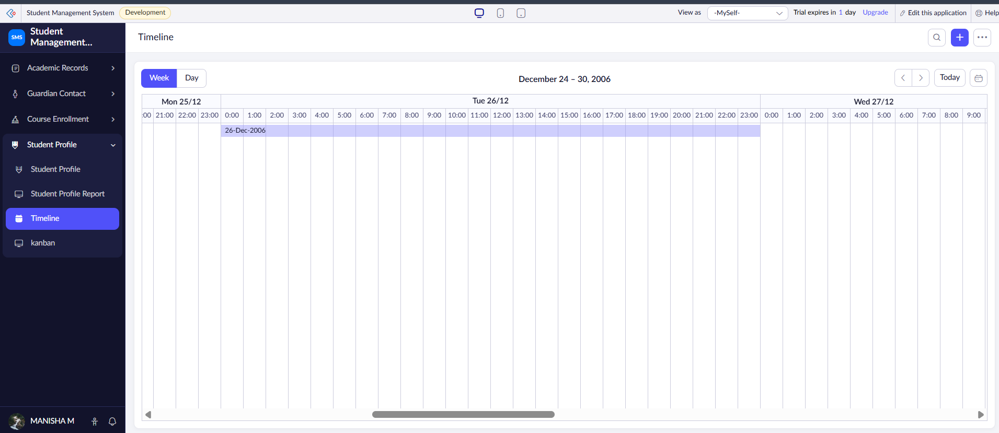 Student Management System Development View as -MySelf- Trial expires in 1 day Upgrade Edit this application Help
SMS Student
Management...
Timeline
Academic Records
Guardian Contact
Course Enrollment
Student Profile
Student Profile
Student Profile Report
Timeline
kanban
MANISHA M
Week Day December 24 – 30, 2006 Today
Mon 25/12 Tue 26/12 Wed 27/12
:00 21:00 22:00 23:00 0:00 1:00 2:00 3:00 4:00 5:00 6:00 7:00 8:00 9:00 10:00 11:00 12:00 13:00 14:00 15:00 16:00 17:00 18:00 19:00 20:00 21:00 22:00 23:00 0:00 1:00 2:00 3:00 4:00 5:00 6:00 7:00 8:00 9:00
26-Dec-2006